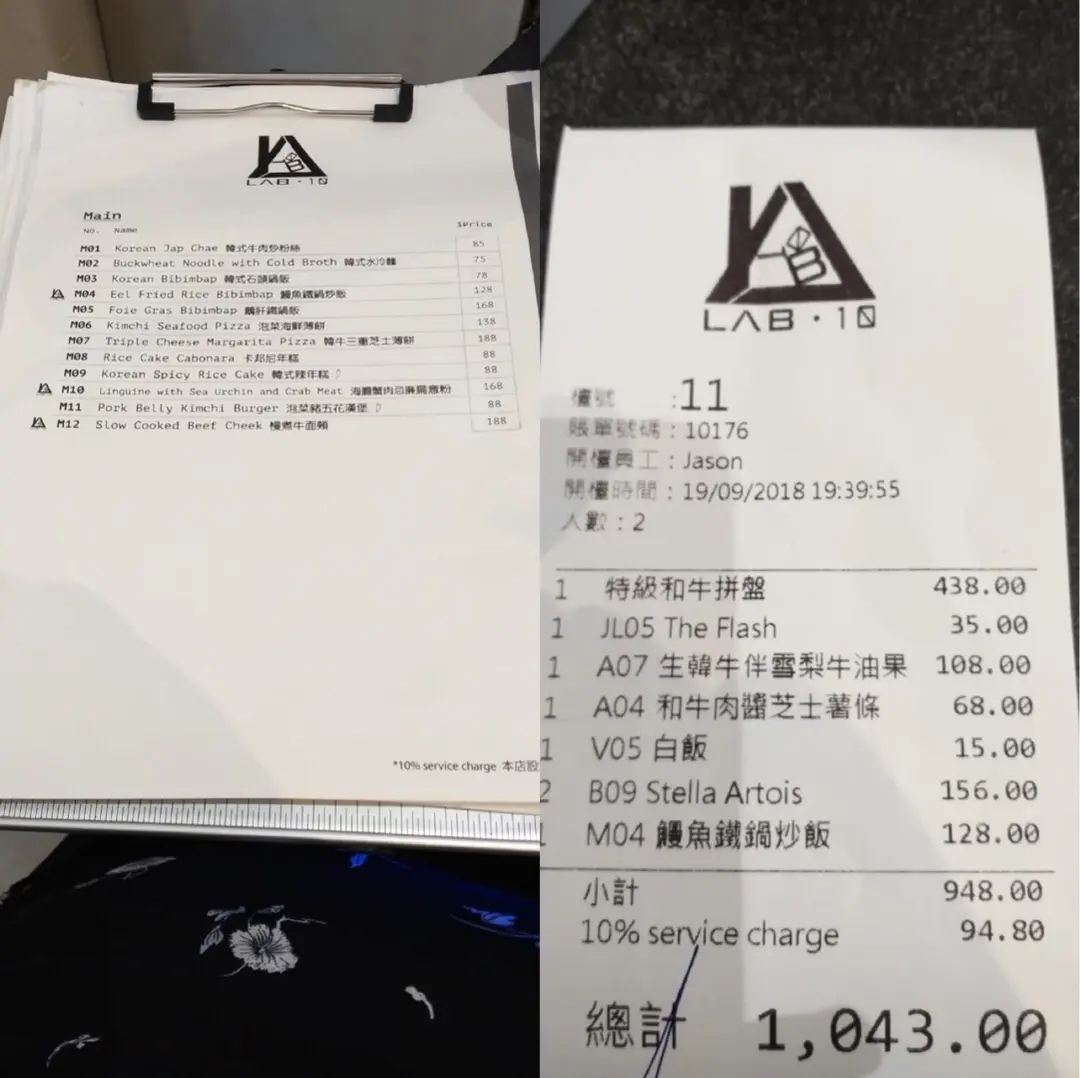 LAB·10
Main
No. Name $Price
M01 Korean Jap Chae 韓式牛肉炒粉絲 85
M02 Buckwheat Noodle with Cold Broth 韓式水冷麵 75
M03 Korean Bibimbap 韓式石頭鍋飯 78
M04 Eel Fried Rice Bibimbap 鰻魚鐵鍋炒飯 128
M05 Foie Gras Bibimbap 鵝肝鐵鍋飯 168
M06 Kimchi Seafood Pizza 泡菜海鮮薄餅 138
M07 Triple Cheese Margarita Pizza 韓牛三重芝士薄餅 188
M08 Rice Cake Cabonara 卡邦尼年糕 88
M09 Korean Spicy Rice Cake 韓式辣年糕 88
M10 Linguine with Sea Urchin and Crab Meat 海膽蟹肉忌廉扁意粉 168
M11 Pork Belly Kimchi Burger 泡菜豬五花漢堡 88
M12 Slow Cooked Beef Cheek 慢煮牛面頰 188
*10% service charge 本店設
LAB·10
檯號 :11
賬單號碼：10176
開檯員工：Jason
開檯時間：19/09/2018 19:39:55
人數：2
1 特級和牛拼盤 438.00
1 JL05 The Flash 35.00
1 A07 生韓牛伴雪梨牛油果 108.00
1 A04 和牛肉醬芝士薯條 68.00
1 V05 白飯 15.00
2 B09 Stella Artois 156.00
1 M04 鰻魚鐵鍋炒飯 128.00
小計 948.00
10% service charge 94.80
總計 1,043.00